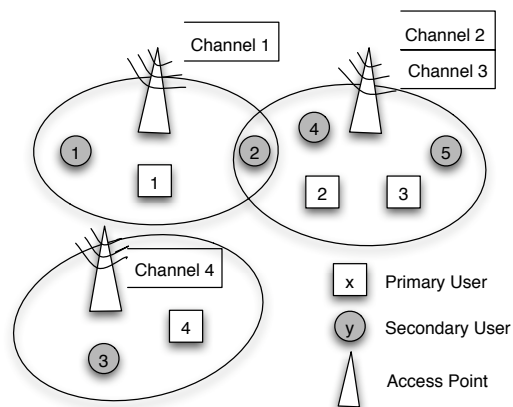 Channel 1
Channel 2
Channel 3
1
2
4
5
1
2
3
Channel 4
4
3
x Primary User
y Secondary User
Access Point